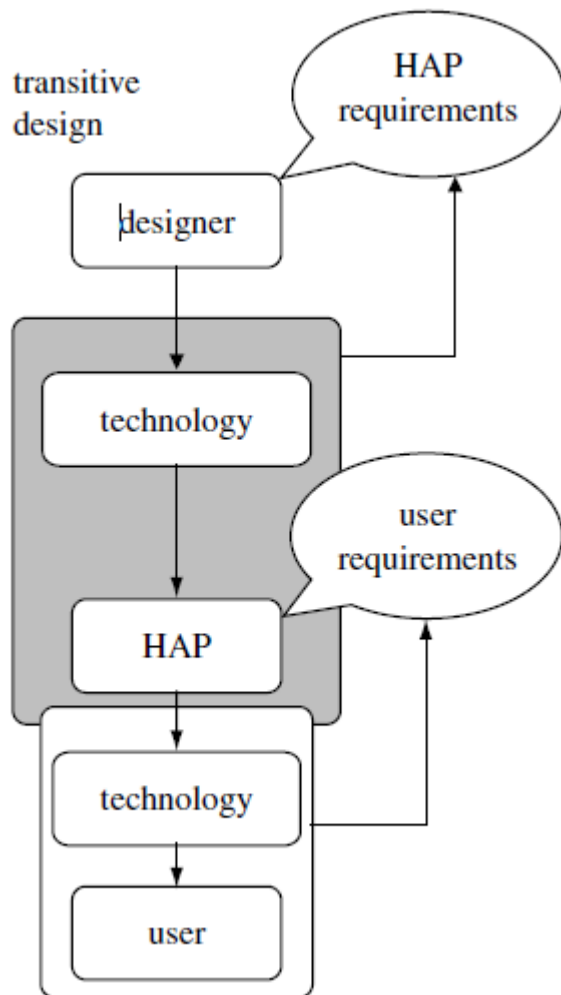 HAP
requirements
transitive
design
designer
technology
user
requirements
HAP
technology
user